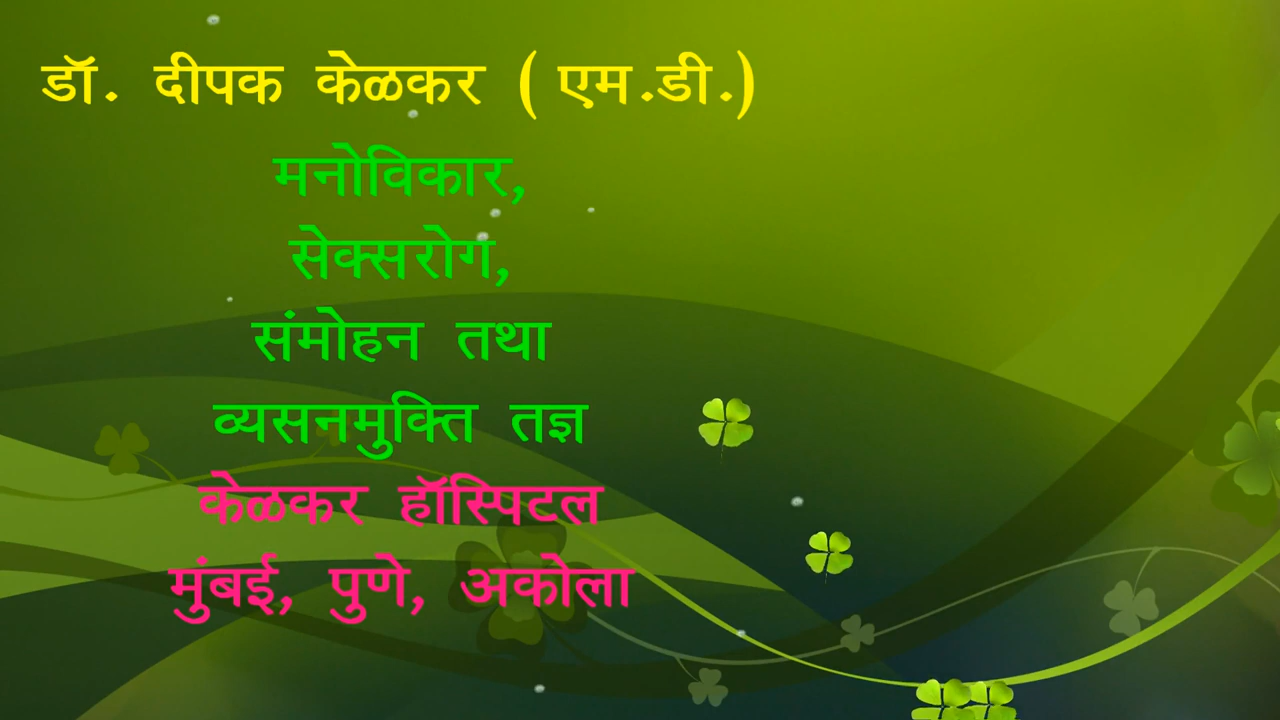 डॉ. दीपक केळकर ( एम.डी.)
मनोविकार,
सेक्सरोग,
संमोहन तथा
व्यसनमुक्ति तज्ञ
केळकर हॉस्पिटल
मुंबई, पुणे, अकोला